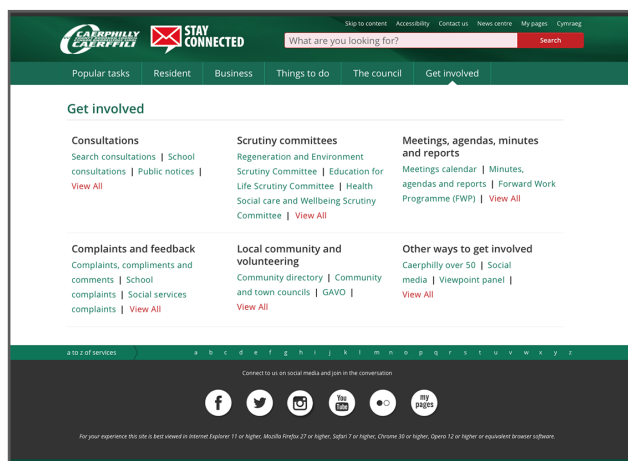 Skip to content Accessibility Contact us News centre My pages Cymraeg
CAERPHILLY
CAERFFILI
STAY
CONNECTED
What are you looking for? Search
Popular tasks Resident Business Things to do The council Get involved
Get involved
Consultations
Search consultations | School
consultations | Public notices |
View All
Scrutiny committees
Regeneration and Environment
Scrutiny Committee | Education for
Life Scrutiny Committee | Health
Social care and Wellbeing Scrutiny
Committee | View All
Meetings, agendas, minutes
and reports
Meetings calendar | Minutes,
agendas and reports | Forward Work
Programme (FWP) | View All
Complaints and feedback
Complaints, compliments and
comments | School
complaints | Social services
complaints | View All
Local community and
volunteering
Community directory | Community
and town councils | GAVO |
View All
Other ways to get involved
Caerphilly over 50 | Social
media | Viewpoint panel |
View All
a to z of services a b c d e f g h i j k l m n o p q r s t u v w x y z
Connect to us on social media and join in the conversation
You
Tube
my
pages
For your experience this site is best viewed in Internet Explorer 11 or higher, Mozilla Firefox 27 or higher, Safari 7 or higher, Chrome 30 or higher, Opera 12 or higher or equivalent browser software.